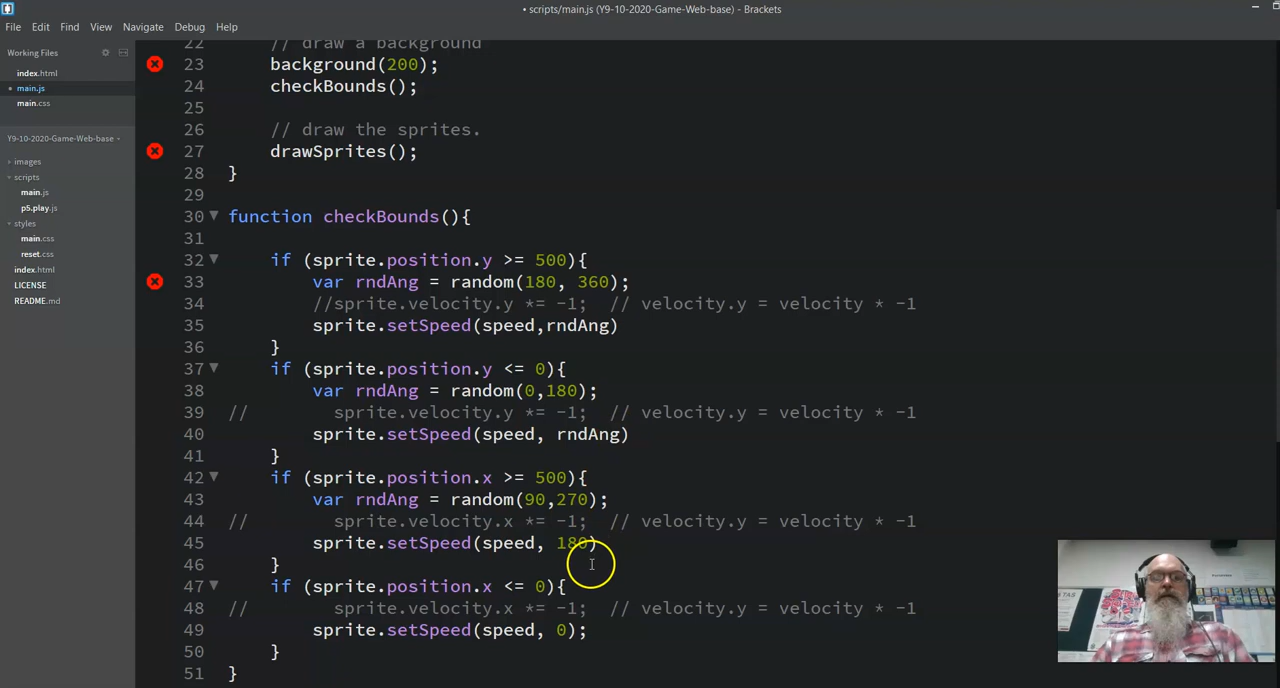 • scripts/main.js (Y9-10-2020-Game-Web-base) - Brackets
File Edit Find View Navigate Debug Help
Working Files
index.html
• main.js
main.css
Y9-10-2020-Game-Web-base
images
scripts
main.js
p5.play.js
styles
main.css
reset.css
index.html
LICENSE
README.md
22 // draw a background
23 background(200);
24 checkBounds();
25
26 // draw the sprites.
27 drawSprites();
28 }
29
30 function checkBounds(){
31
32 if (sprite.position.y >= 500){
33 var rndAng = random(180, 360);
34 //sprite.velocity.y *= -1; // velocity.y = velocity * -1
35 sprite.setSpeed(speed,rndAng)
36 }
37 if (sprite.position.y <= 0){
38 var rndAng = random(0,180);
39 // sprite.velocity.y *= -1; // velocity.y = velocity * -1
40 sprite.setSpeed(speed, rndAng)
41 }
42 if (sprite.position.x >= 500){
43 var rndAng = random(90,270);
44 // sprite.velocity.x *= -1; // velocity.y = velocity * -1
45 sprite.setSpeed(speed, 180)
46 }
47 if (sprite.position.x <= 0){
48 // sprite.velocity.x *= -1; // velocity.y = velocity * -1
49 sprite.setSpeed(speed, 0);
50 }
51 }